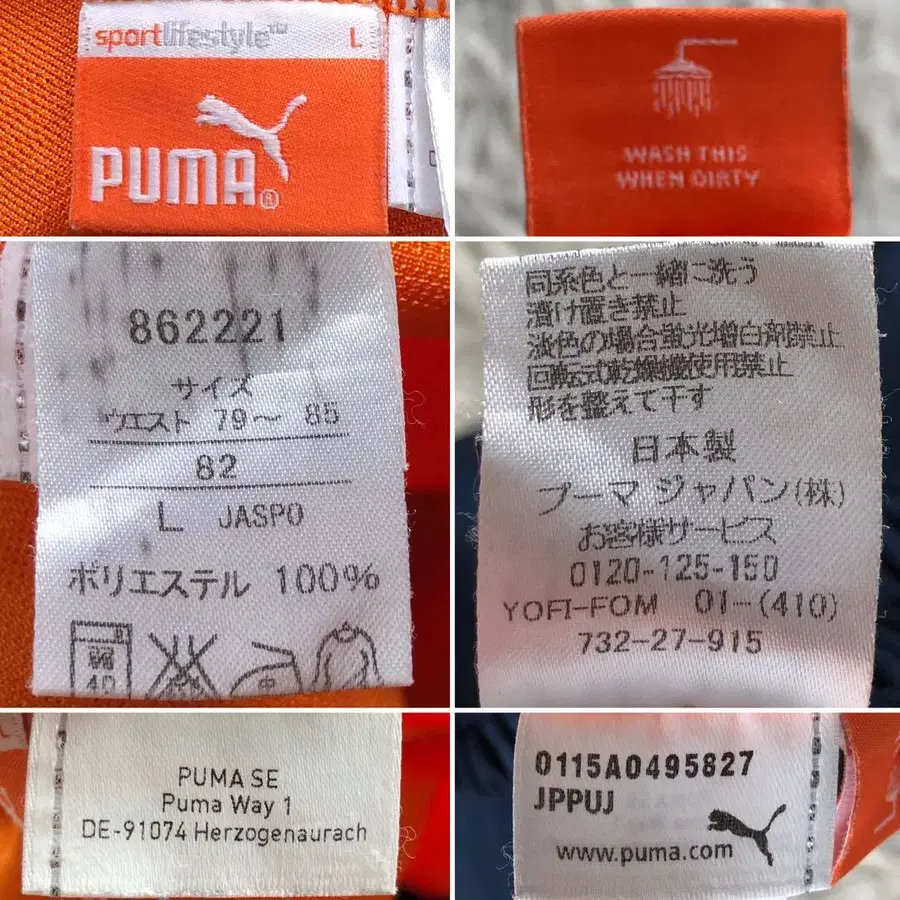 sportlifestyle™ L
PUMA®
WASH THIS
WHEN DIRTY
862221
サイズ
ウエスト 79〜 85
82
L JASPO
ポリエステル 100%
40
中
同系色と一緒に洗う
漬け置き禁止
淡色の場合蛍光増白剤禁止
回転式乾燥機使用禁止
形を整えて干す
日本製
プーマ ジャパン(株)
お客様サービス
0120-125-150
YOFI-FOM 01-(410)
732-27-915
PUMA SE
Puma Way 1
DE-91074 Herzogenaurach
0115A0495827
JPPUJ
www.puma.com